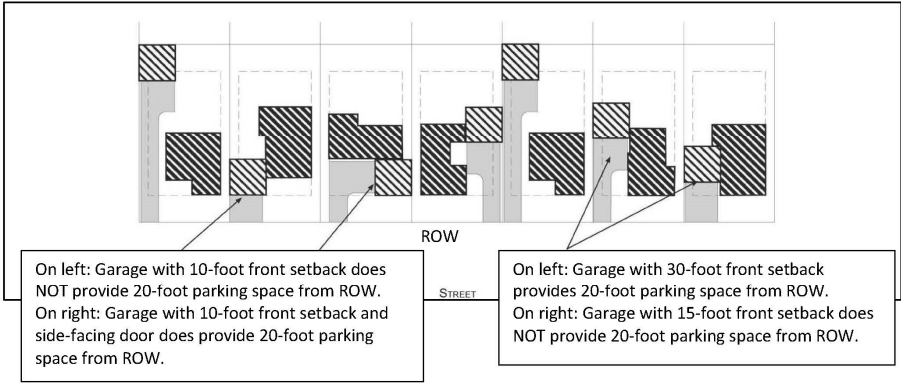 ROW
On left: Garage with 10-foot front setback does
NOT provide 20-foot parking space from ROW.
On right: Garage with 10-foot front setback and
side-facing door does provide 20-foot parking
space from ROW.
STREET
On left: Garage with 30-foot front setback
provides 20-foot parking space from ROW.
On right: Garage with 15-foot front setback does
NOT provide 20-foot parking space from ROW.